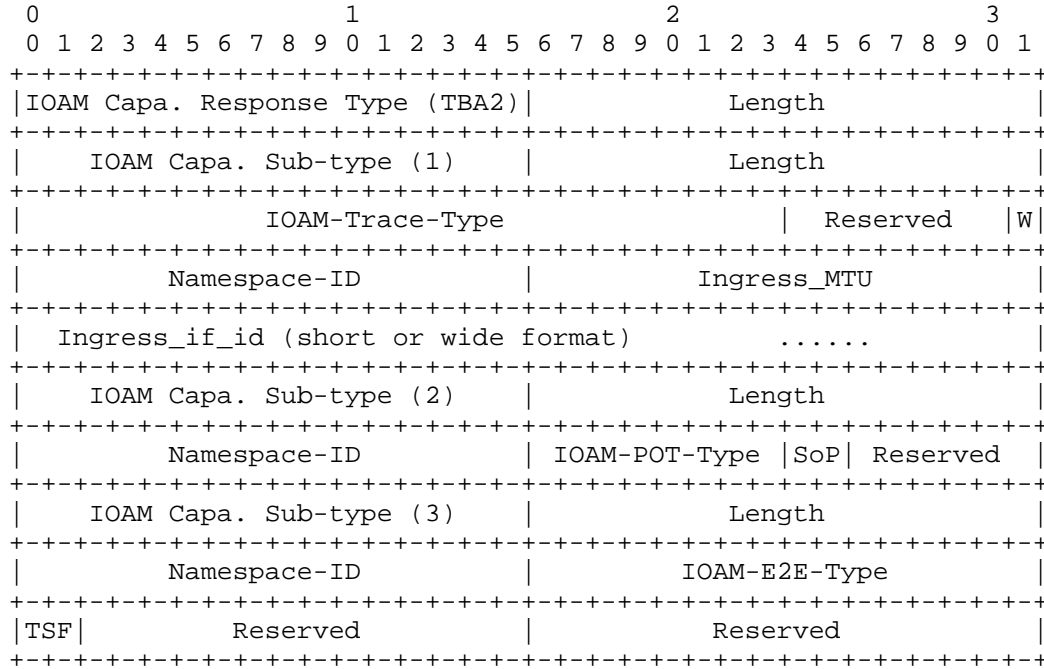 0                   1                   2                   3
 0 1 2 3 4 5 6 7 8 9 0 1 2 3 4 5 6 7 8 9 0 1 2 3 4 5 6 7 8 9 0 1
+-+-+-+-+-+-+-+-+-+-+-+-+-+-+-+-+-+-+-+-+-+-+-+-+-+-+-+-+-+-+-+-+
|IOAM Capa. Response Type (TBA2)|            Length             |
+-+-+-+-+-+-+-+-+-+-+-+-+-+-+-+-+-+-+-+-+-+-+-+-+-+-+-+-+-+-+-+-+
|    IOAM Capa. Sub-type (1)    |            Length             |
+-+-+-+-+-+-+-+-+-+-+-+-+-+-+-+-+-+-+-+-+-+-+-+-+-+-+-+-+-+-+-+-+
|               IOAM-Trace-Type                 |  Reserved   |W|
+-+-+-+-+-+-+-+-+-+-+-+-+-+-+-+-+-+-+-+-+-+-+-+-+-+-+-+-+-+-+-+-+
|         Namespace-ID          |          Ingress_MTU          |
+-+-+-+-+-+-+-+-+-+-+-+-+-+-+-+-+-+-+-+-+-+-+-+-+-+-+-+-+-+-+-+-+
|  Ingress_if_id (short or wide format)         ......          |
+-+-+-+-+-+-+-+-+-+-+-+-+-+-+-+-+-+-+-+-+-+-+-+-+-+-+-+-+-+-+-+-+
|    IOAM Capa. Sub-type (2)    |            Length             |
+-+-+-+-+-+-+-+-+-+-+-+-+-+-+-+-+-+-+-+-+-+-+-+-+-+-+-+-+-+-+-+-+
|         Namespace-ID          | IOAM-POT-Type |SoP| Reserved  |
+-+-+-+-+-+-+-+-+-+-+-+-+-+-+-+-+-+-+-+-+-+-+-+-+-+-+-+-+-+-+-+-+
|    IOAM Capa. Sub-type (3)    |            Length             |
+-+-+-+-+-+-+-+-+-+-+-+-+-+-+-+-+-+-+-+-+-+-+-+-+-+-+-+-+-+-+-+-+
|         Namespace-ID          |         IOAM-E2E-Type         |
+-+-+-+-+-+-+-+-+-+-+-+-+-+-+-+-+-+-+-+-+-+-+-+-+-+-+-+-+-+-+-+-+
|TSF|         Reserved          |           Reserved            |
+-+-+-+-+-+-+-+-+-+-+-+-+-+-+-+-+-+-+-+-+-+-+-+-+-+-+-+-+-+-+-+-+